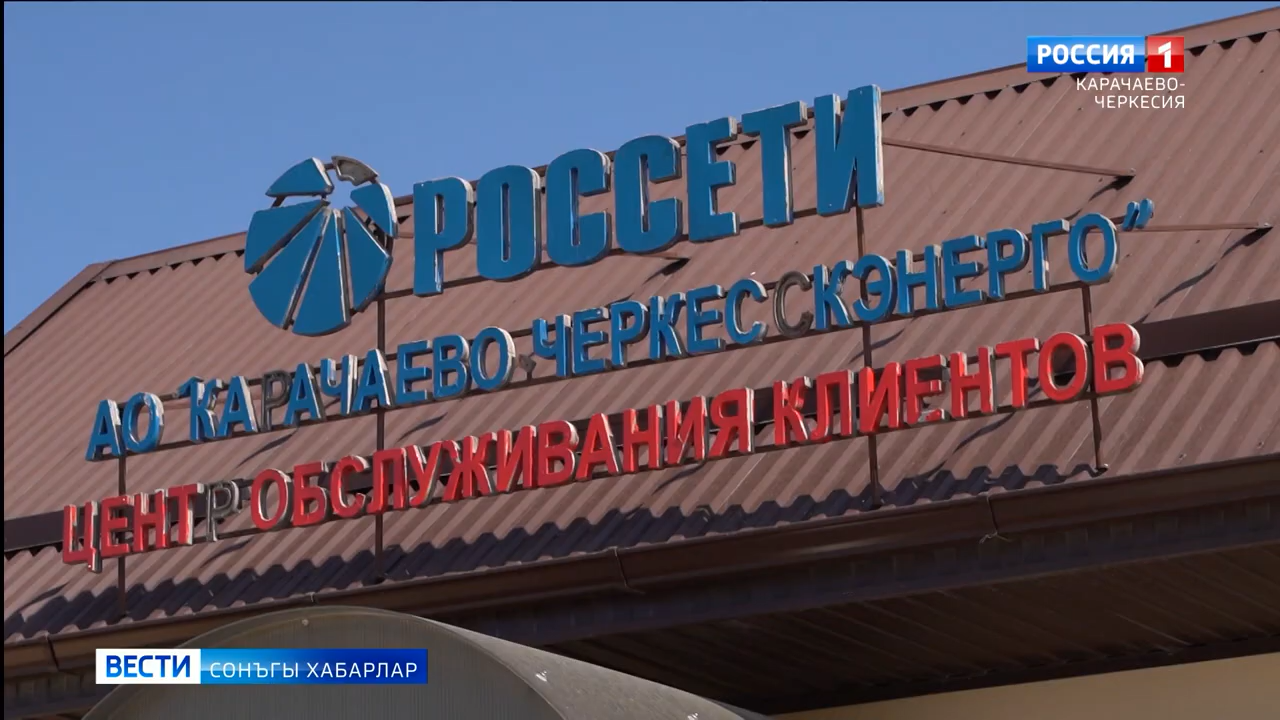 РОССИЯ 1
КАРАЧАЕВО-
ЧЕРКЕСИЯ
РОССЕТИ
АО "КАРАЧАЕВО-ЧЕРКЕССКЭНЕРГО"
ЦЕНТР ОБСЛУЖИВАНИЯ КЛИЕНТОВ
ВЕСТИ СОНЪГЫ ХАБАРЛАР